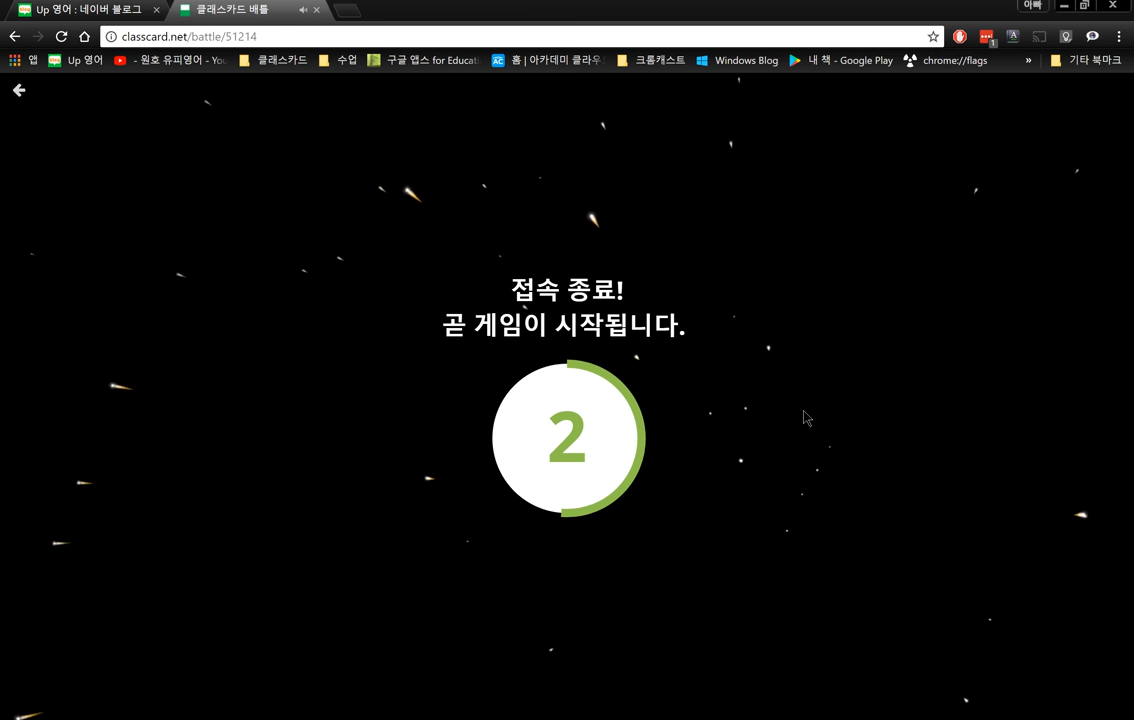 Up 영어 : 네이버 블로그
클래스카드 배틀
아빠
classcard.net/battle/51214
1
앱
Up 영어
- 원호 유피영어 - You
클래스카드
수업
구글 앱스 for Educati
홈 | 아카데미 클라우
크롬캐스트
Windows Blog
내 책 - Google Play
chrome://flags
»
기타 북마크
접속 종료!
곧 게임이 시작됩니다.
2